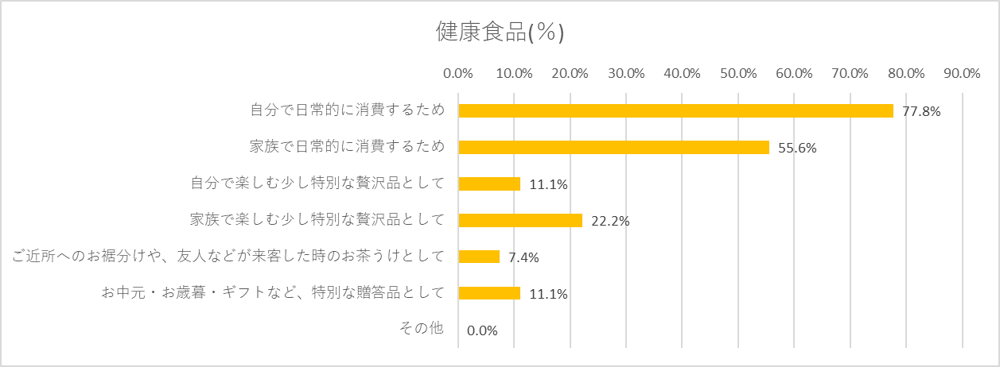 健康食品(%)
0.0% 10.0% 20.0% 30.0% 40.0% 50.0% 60.0% 70.0% 80.0% 90.0%
自分で日常的に消費するため 77.8%
家族で日常的に消費するため 55.6%
自分で楽しむ少し特別な贅沢品として 11.1%
家族で楽しむ少し特別な贅沢品として 22.2%
ご近所へのお裾分けや、友人などが来客した時のお茶うけとして 7.4%
お中元・お歳暮・ギフトなど、特別な贈答品として 11.1%
その他 0.0%